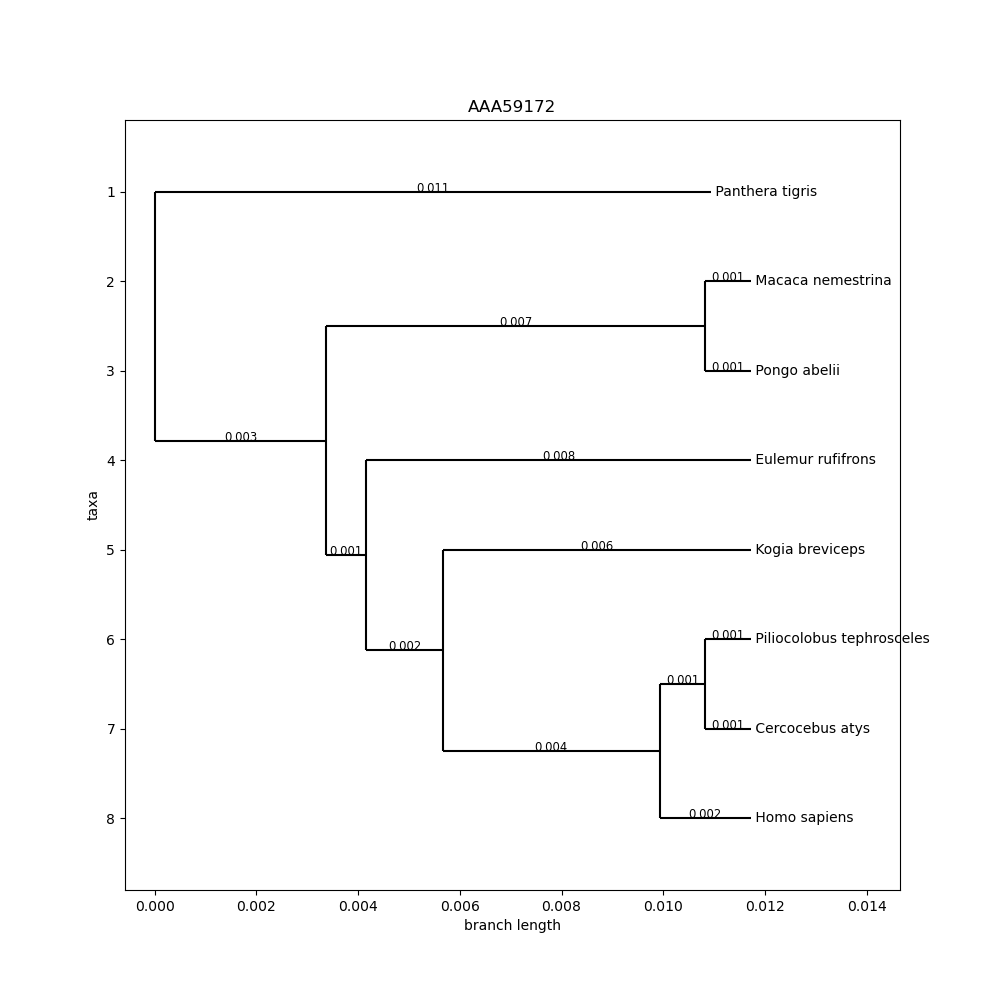 AAA59172
1
0.011
Panthera tigris
2
0.001
Macaca nemestrina
0.007
3
0.001
Pongo abelii
0.003
4
0.008
Eulemur rufifrons
taxa
5
0.001
0.006
Kogia breviceps
6
0.002
0.001
Piliocolobus tephrosceles
0.001
7
0.004
0.001
Cercocebus atys
8
0.002
Homo sapiens
0.000 0.002 0.004 0.006 0.008 0.010 0.012 0.014
branch length